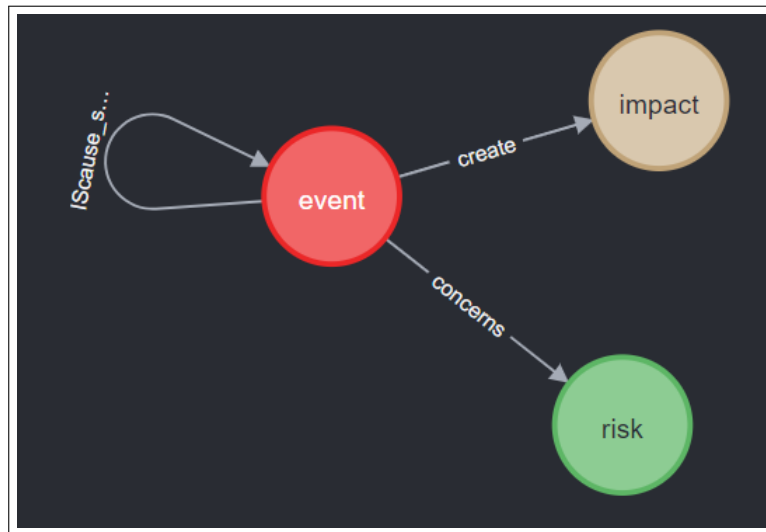 IScause_s...
event
create
impact
concerns
risk